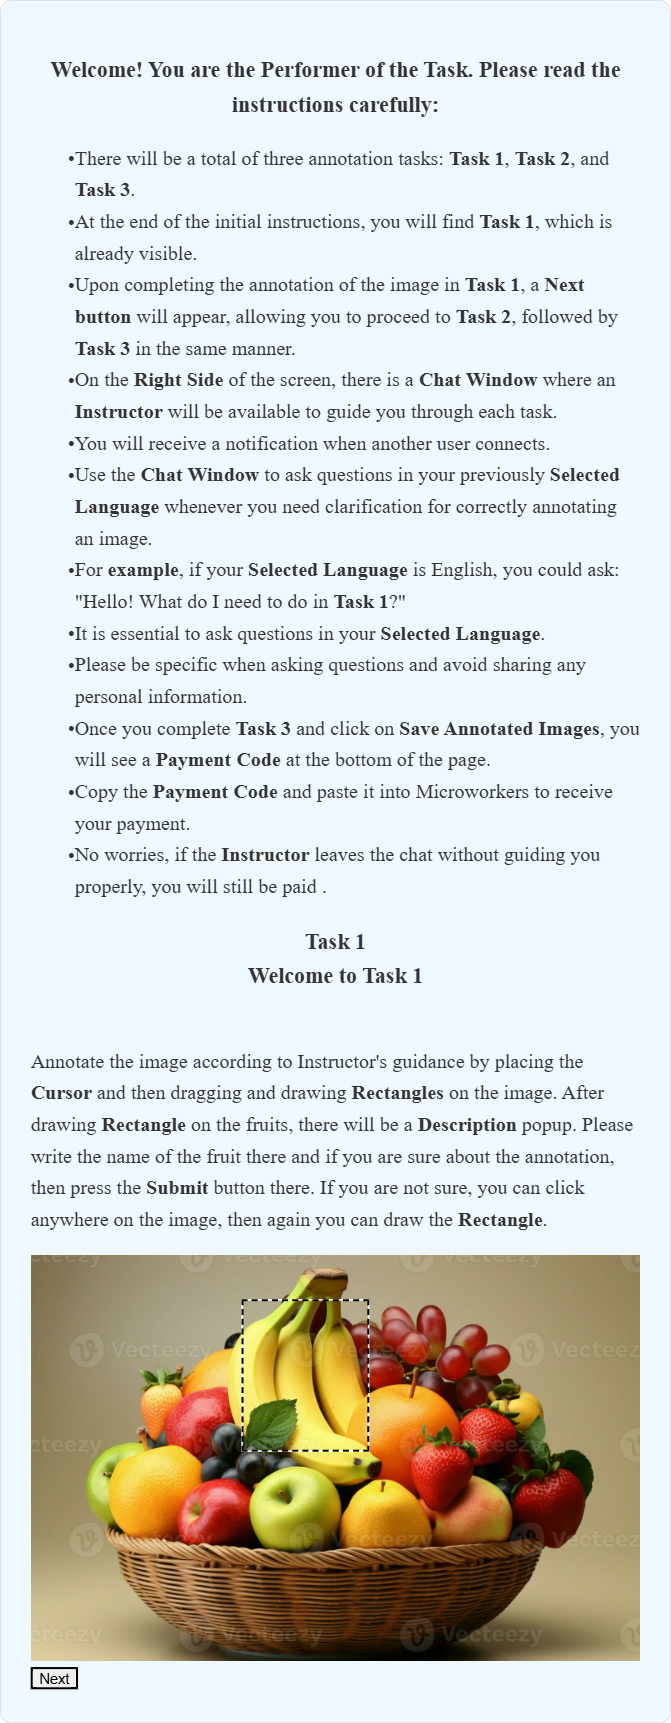 Welcome! You are the Performer of the Task. Please read the
instructions carefully:
•There will be a total of three annotation tasks: Task 1, Task 2, and
Task 3.
•At the end of the initial instructions, you will find Task 1, which is
already visible.
•Upon completing the annotation of the image in Task 1, a Next
button will appear, allowing you to proceed to Task 2, followed by
Task 3 in the same manner.
•On the Right Side of the screen, there is a Chat Window where an
Instructor will be available to guide you through each task.
•You will receive a notification when another user connects.
•Use the Chat Window to ask questions in your previously Selected
Language whenever you need clarification for correctly annotating
an image.
•For example, if your Selected Language is English, you could ask:
"Hello! What do I need to do in Task 1?"
•It is essential to ask questions in your Selected Language.
•Please be specific when asking questions and avoid sharing any
personal information.
•Once you complete Task 3 and click on Save Annotated Images, you
will see a Payment Code at the bottom of the page.
•Copy the Payment Code and paste it into Microworkers to receive
your payment.
•No worries, if the Instructor leaves the chat without guiding you
properly, you will still be paid .
Task 1
Welcome to Task 1
Annotate the image according to Instructor's guidance by placing the
Cursor and then dragging and drawing Rectangles on the image. After
drawing Rectangle on the fruits, there will be a Description popup. Please
write the name of the fruit there and if you are sure about the annotation,
then press the Submit button there. If you are not sure, you can click
anywhere on the image, then again you can draw the Rectangle.
Vecteezy
Vecteez
Vecteezy
Vecteezy
Next